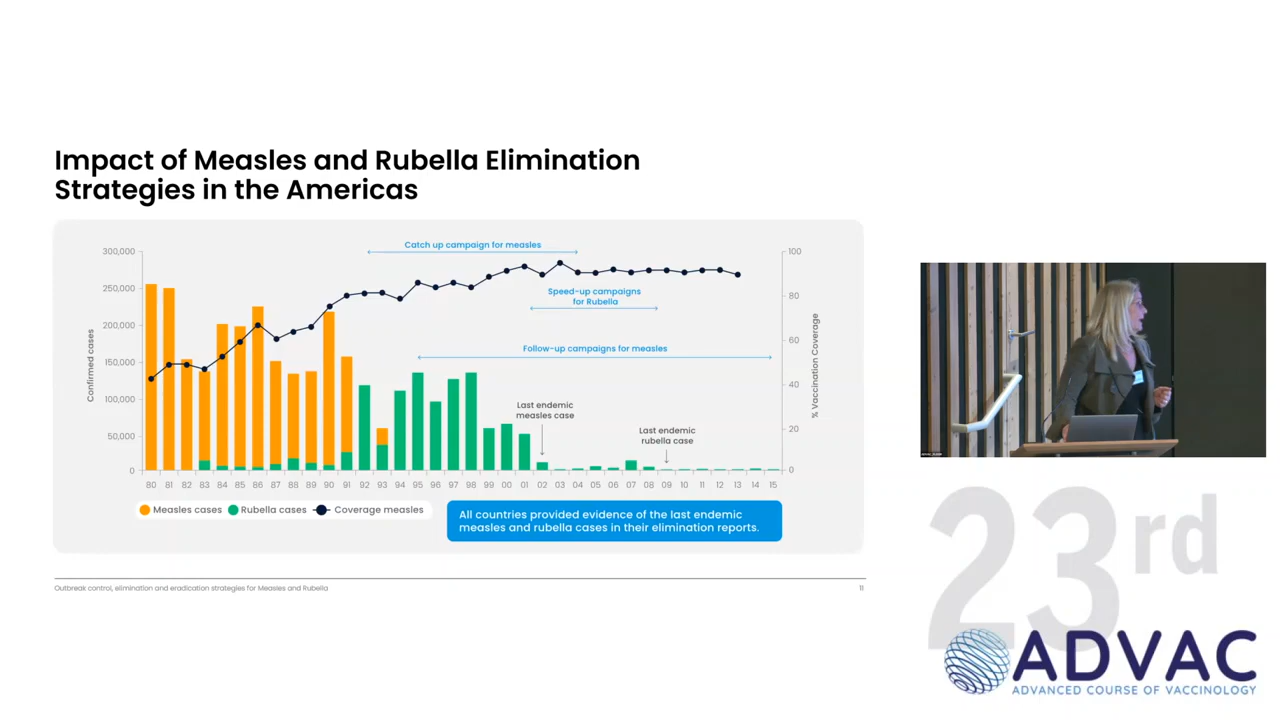 Impact of Measles and Rubella Elimination
Strategies in the Americas
300,000
250,000
200,000
150,000
100,000
50,000
0
Confirmed cases
100
80
60
40
20
0
% Vaccination Coverage
Catch up campaign for measles
Speed-up campaigns
for Rubella
Follow-up campaigns for measles
Last endemic
measles case
Last endemic
rubella case
80 81 82 83 84 85 86 87 88 89 90 91 92 93 94 95 96 97 98 99 00 01 02 03 04 05 06 07 08 09 10 11 12 13 14 15
Measles cases Rubella cases Coverage measles
All countries provided evidence of the last endemic
measles and rubella cases in their elimination reports.
Outbreak control, elimination and eradication strategies for Measles and Rubella
11
23rd
ADVAC
ADVANCED COURSE OF VACCINOLOGY